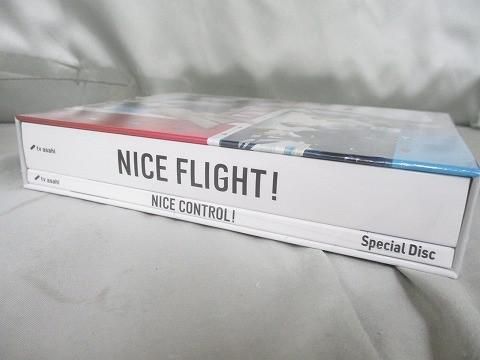 tv asahi
NICE FLIGHT!
tv asahi
NICE CONTROL!
Special Disc